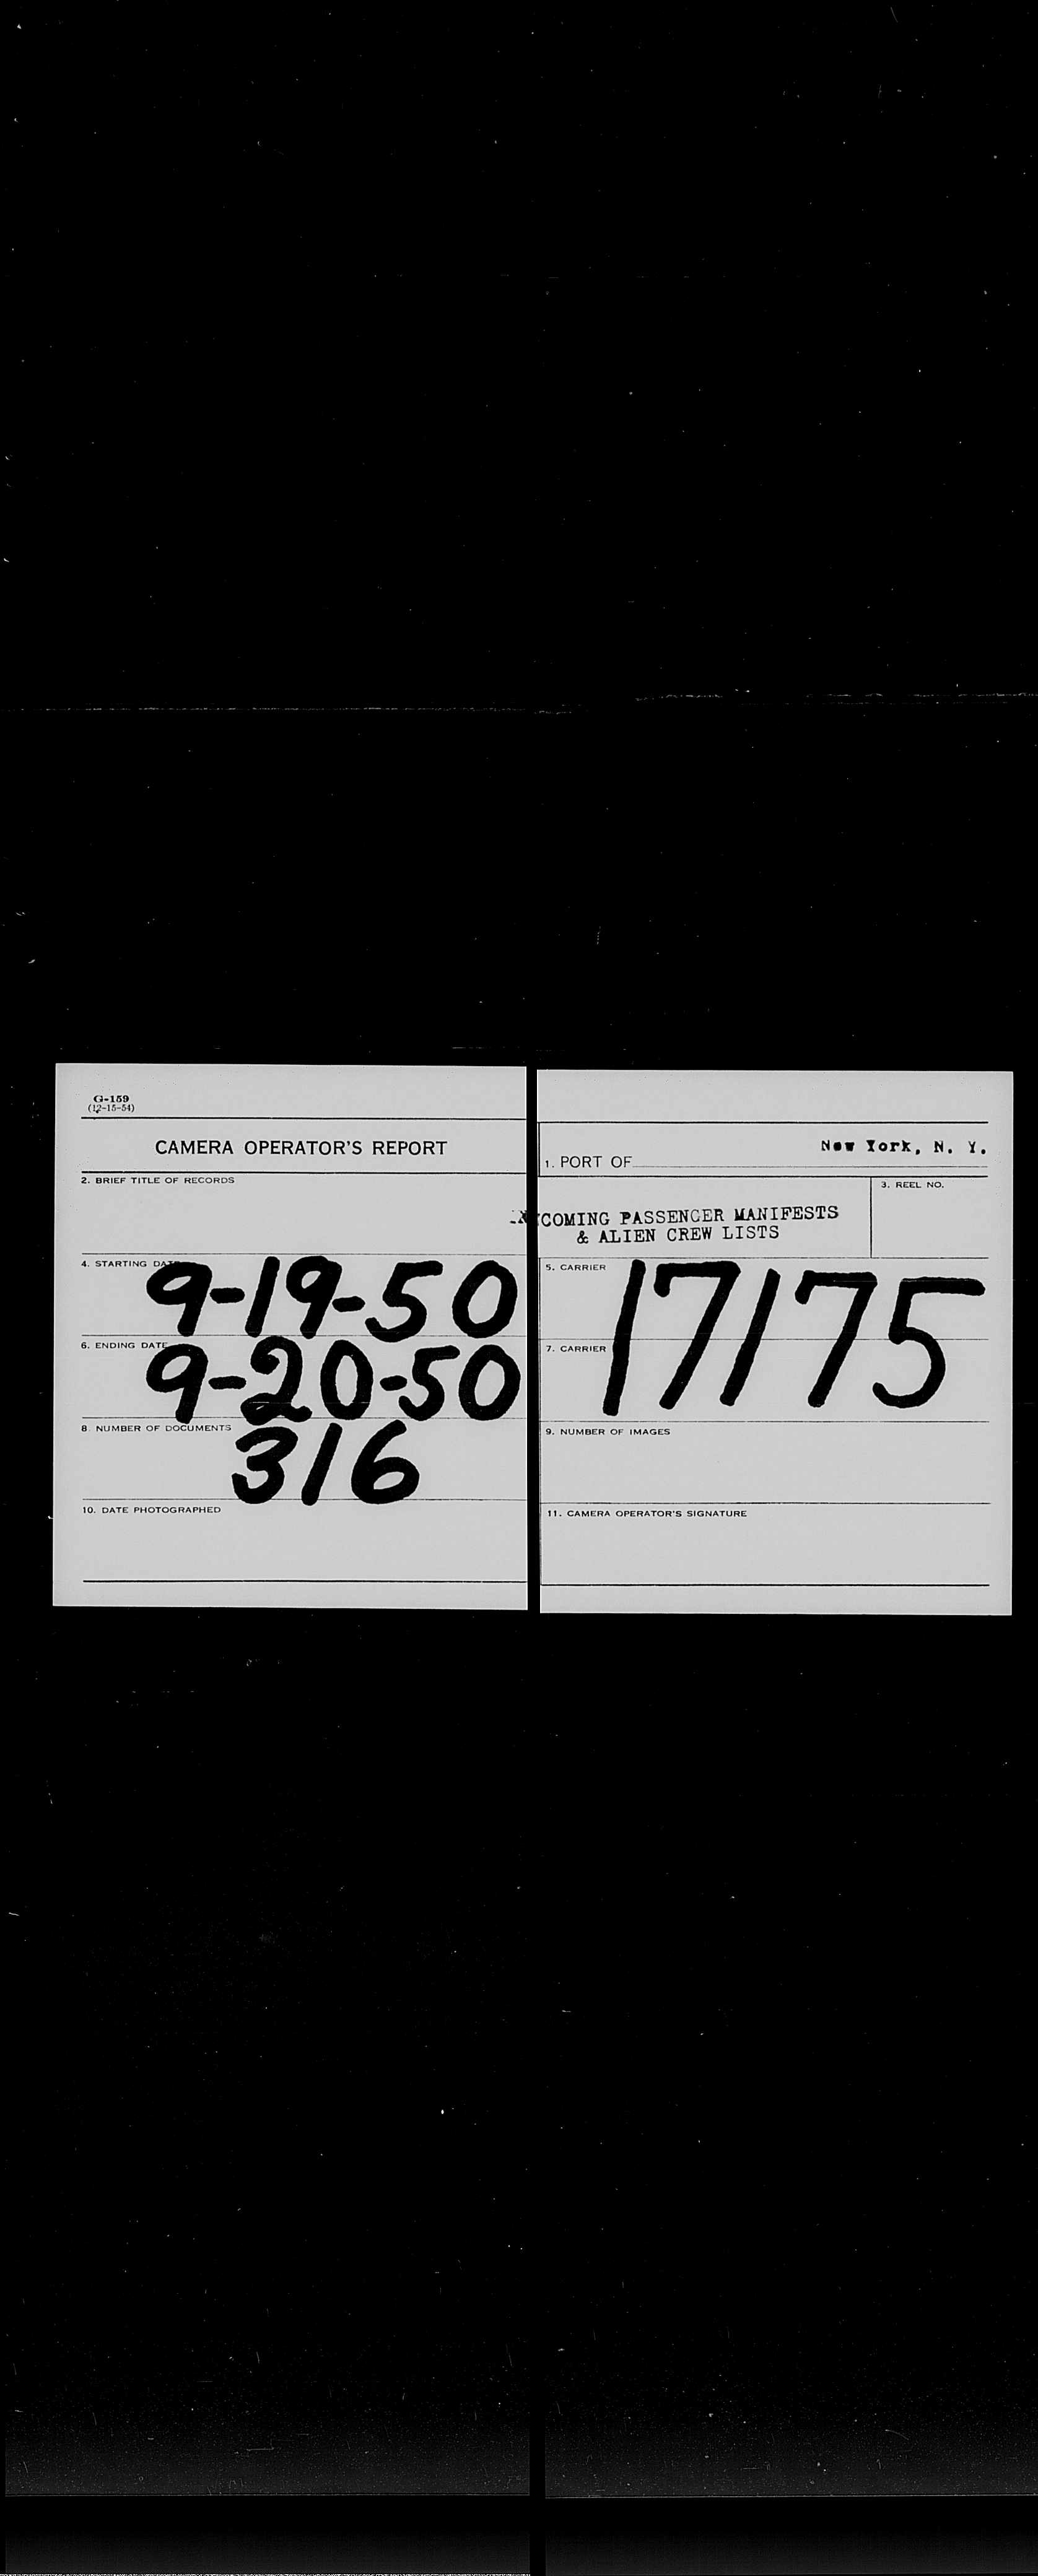 G-159
(12-15-54)
CAMERA OPERATOR'S REPORT
1. PORT OF New York, N. Y.
2. BRIEF TITLE OF RECORDS
INCOMING PASSENGER MANIFESTS
& ALIEN CREW LISTS
3. REEL NO.
4. STARTING DATE
9-19-50
5. CARRIER
17175
6. ENDING DATE
9-20-50
7. CARRIER
8. NUMBER OF DOCUMENTS
316
9. NUMBER OF IMAGES
10. DATE PHOTOGRAPHED
11. CAMERA OPERATOR'S SIGNATURE